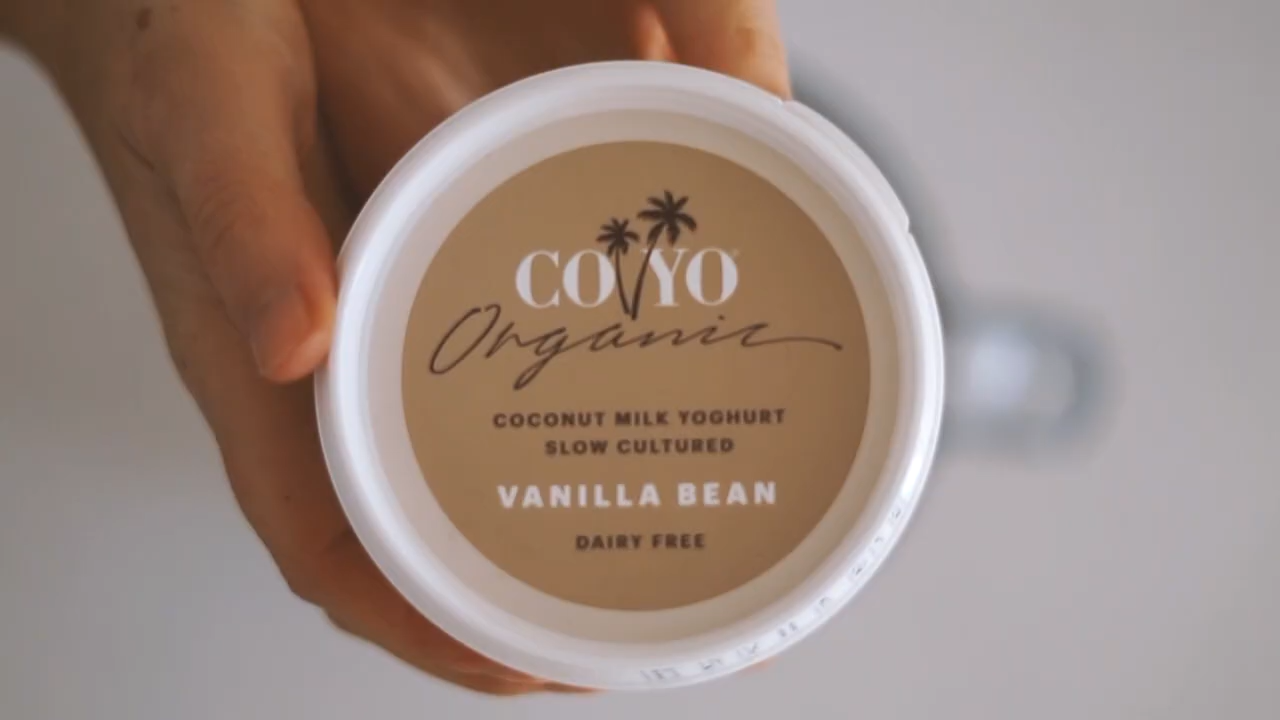 COYO
Organic
COCONUT MILK YOGHURT
SLOW CULTURED
VANILLA BEAN
DAIRY FREE